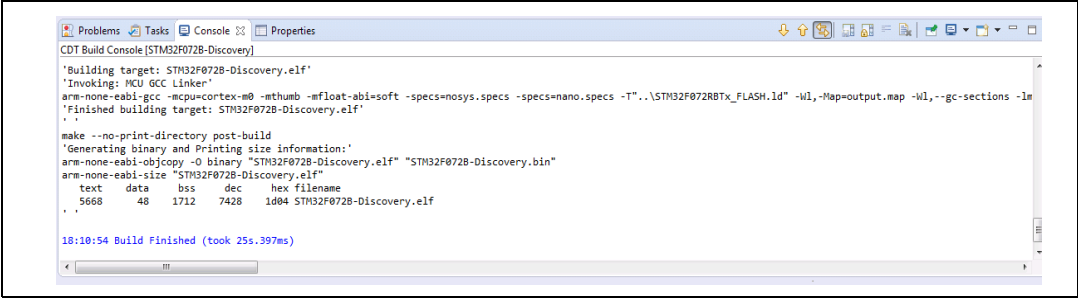 Problems Tasks Console Properties
CDT Build Console [STM32F072B-Discovery]
'Building target: STM32F072B-Discovery.elf'
'Invoking: MCU GCC Linker'
arm-none-eabi-gcc -mcpu=cortex-m0 -mthumb -mfloat-abi=soft -specs=nosys.specs -specs=nano.specs -T"..\STM32F072RBTx_FLASH.ld" -Wl,-Map=output.map -Wl,--gc-sections -lm
'Finished building target: STM32F072B-Discovery.elf'
' '
make --no-print-directory post-build
'Generating binary and Printing size information:'
arm-none-eabi-objcopy -O binary "STM32F072B-Discovery.elf" "STM32F072B-Discovery.bin"
arm-none-eabi-size "STM32F072B-Discovery.elf"
text data bss dec hex filename
5668 48 1712 7428 1d04 STM32F072B-Discovery.elf
' '
18:10:54 Build Finished (took 25s.397ms)